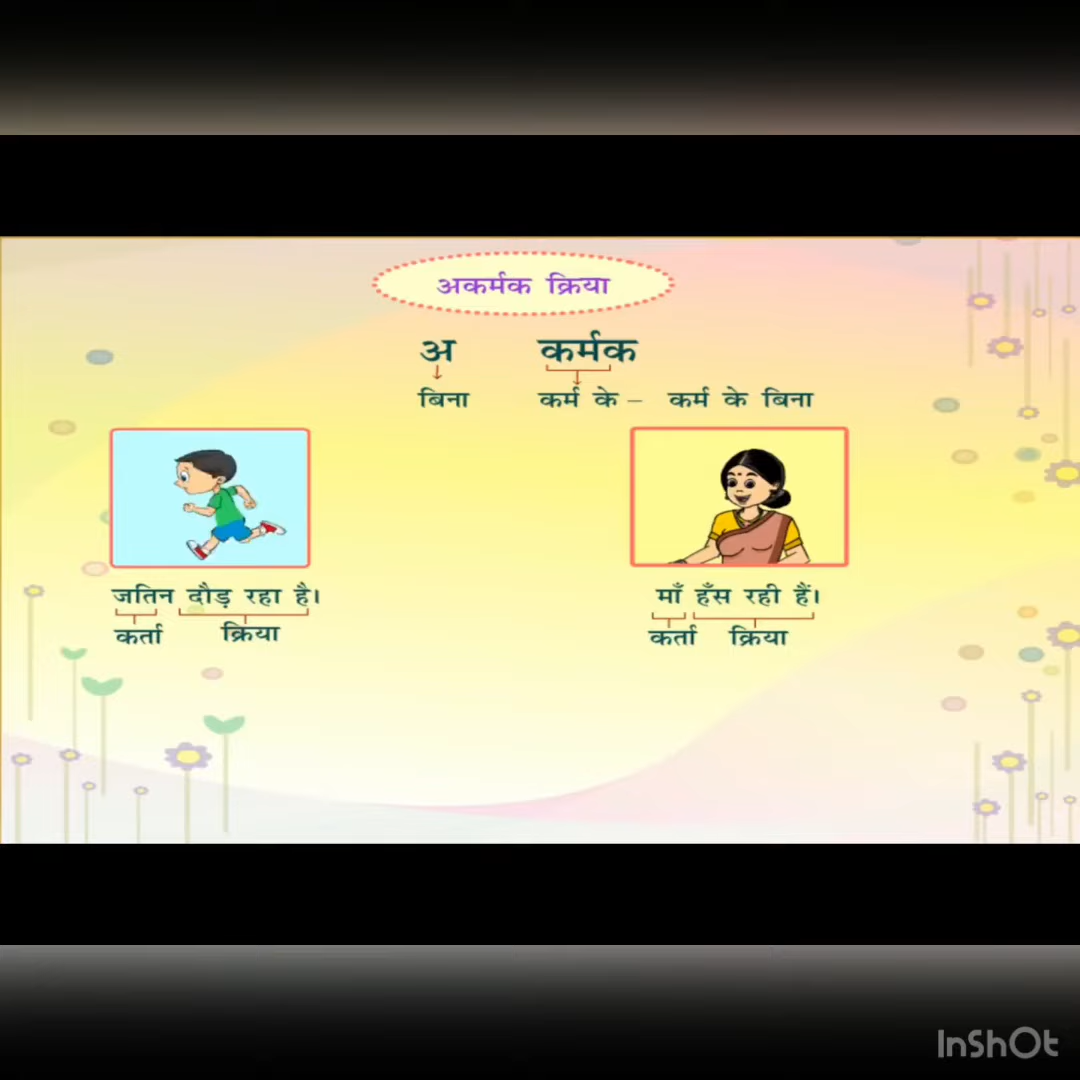 अकर्मक क्रिया
अ कर्मक
बिना कर्म के – कर्म के बिना
जतिन दौड़ रहा है। माँ हँस रही हैं।
कर्ता क्रिया कर्ता क्रिया
InShOt